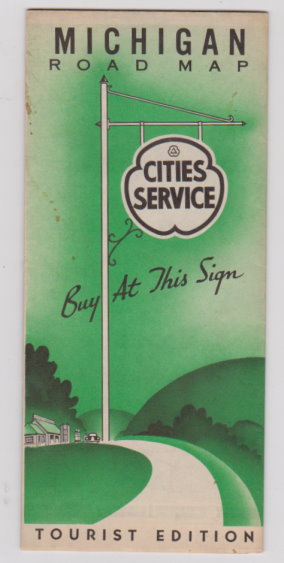 MICHIGAN
ROAD MAP
CITIES
SERVICE
Buy At This Sign
TOURIST EDITION